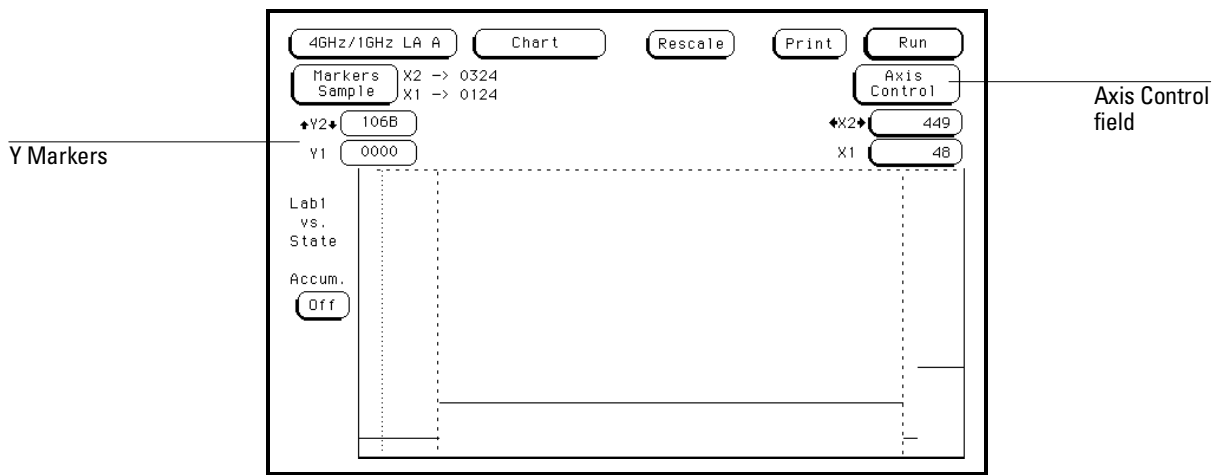 4GHz/1GHz LA A Chart Rescale Print Run
Markers Sample X2 -> 0324 X1 -> 0124 Axis Control
↑Y2↓ 106B ←X2→ 449
Y1 0000 X1 48
Lab1
vs.
State
Accum.
Off
Y Markers
Axis Control
field